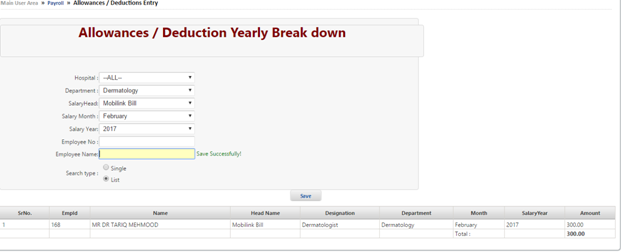 Main User Area » Payroll » Allowances / Deductions Entry
Allowances / Deduction Yearly Break down
Hospital : --ALL--
Department : Dermatology
SalaryHead: Mobilink Bill
Salary Month : February
Salary Year: 2017
Employee No :
Employee Name: Save Successfully!
Search type : Single
List
Save
SrNo. EmpId Name Head Name Designation Department Month SalaryYear Amount
1 168 MR DR TARIQ MEHMOOD Mobilink Bill Dermatologist Dermatology February 2017 300.00
Total : 300.00